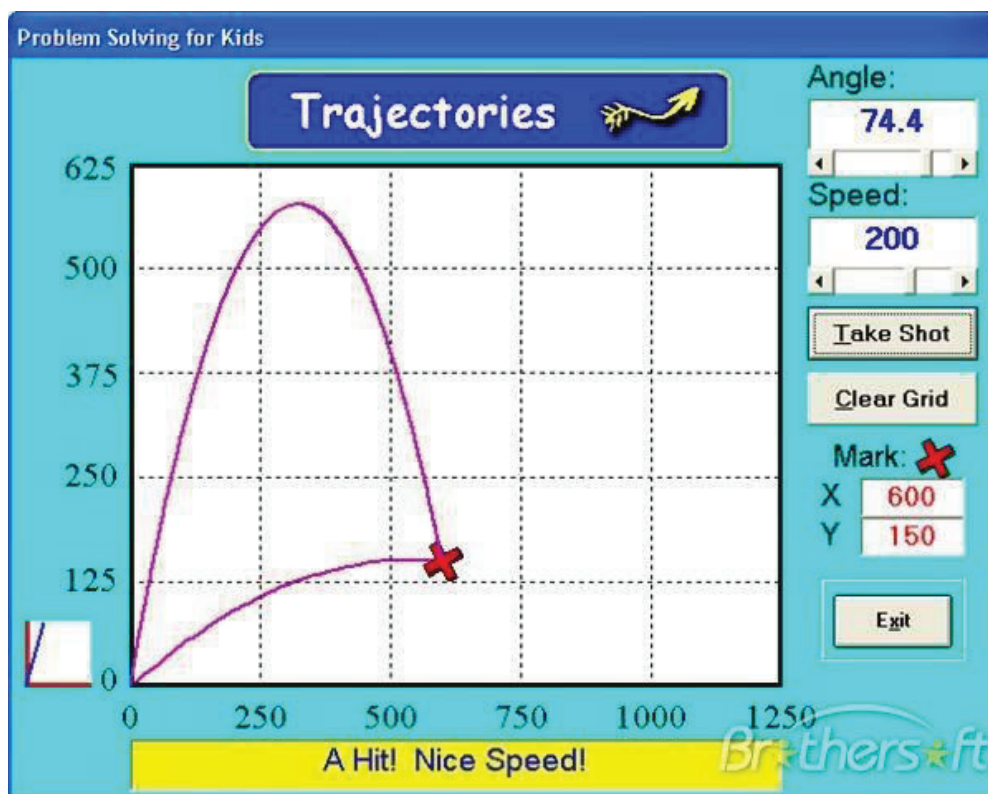 Problem Solving for Kids
Trajectories
Angle:
74.4
Speed:
200
Take Shot
Clear Grid
Mark:
X 600
Y 150
Exit
625
500
375
250
125
0
0 250 500 750 1000 1250
A Hit! Nice Speed!
Brothersoft